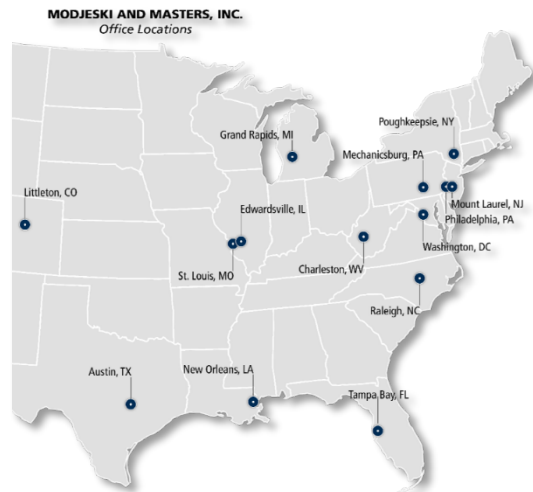 MODJESKI AND MASTERS, INC.
Office Locations
Poughkeepsie, NY
Grand Rapids, MI
Mechanicsburg, PA
Littleton, CO
Mount Laurel, NJ
Edwardsville, IL
Philadelphia, PA
Washington, DC
St. Louis, MO
Charleston, WV
Raleigh, NC
Austin, TX
New Orleans, LA
Tampa Bay, FL